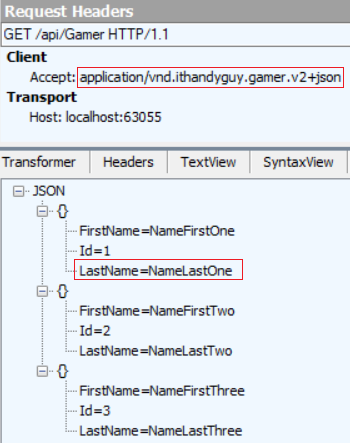 Request Headers
GET /api/Gamer HTTP/1.1
Client
Accept: application/vnd.ithandyguy.gamer.v2+json
Transport
Host: localhost:63055
Transformer Headers TextView SyntaxView
JSON
{}
FirstName=NameFirstOne
Id=1
LastName=NameLastOne
{}
FirstName=NameFirstTwo
Id=2
LastName=NameLastTwo
{}
FirstName=NameFirstThree
Id=3
LastName=NameLastThree